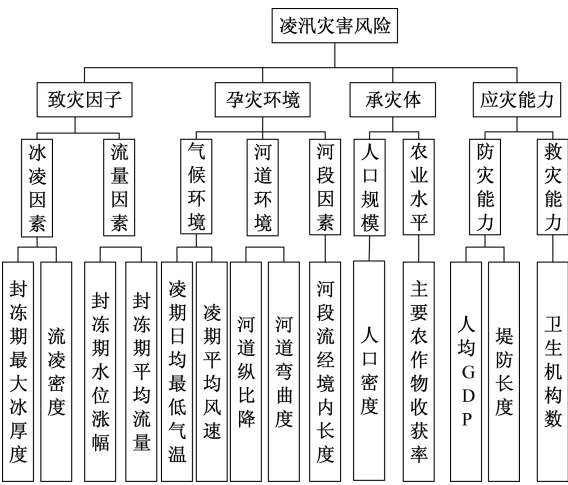 凌汛灾害风险
致灾因子
孕灾环境
承灾体
应灾能力
冰凌因素
流量因素
气候环境
河道环境
河段因素
人口规模
农业水平
防灾能力
救灾能力
封冻期最大冰厚度
流凌密度
封冻期水位涨幅
封冻期平均流量
凌期日均最低气温
凌期平均风速
河道纵比降
河道弯曲度
河段流经境内长度
人口密度
主要农作物收获率
人均GDP
堤防长度
卫生机构数